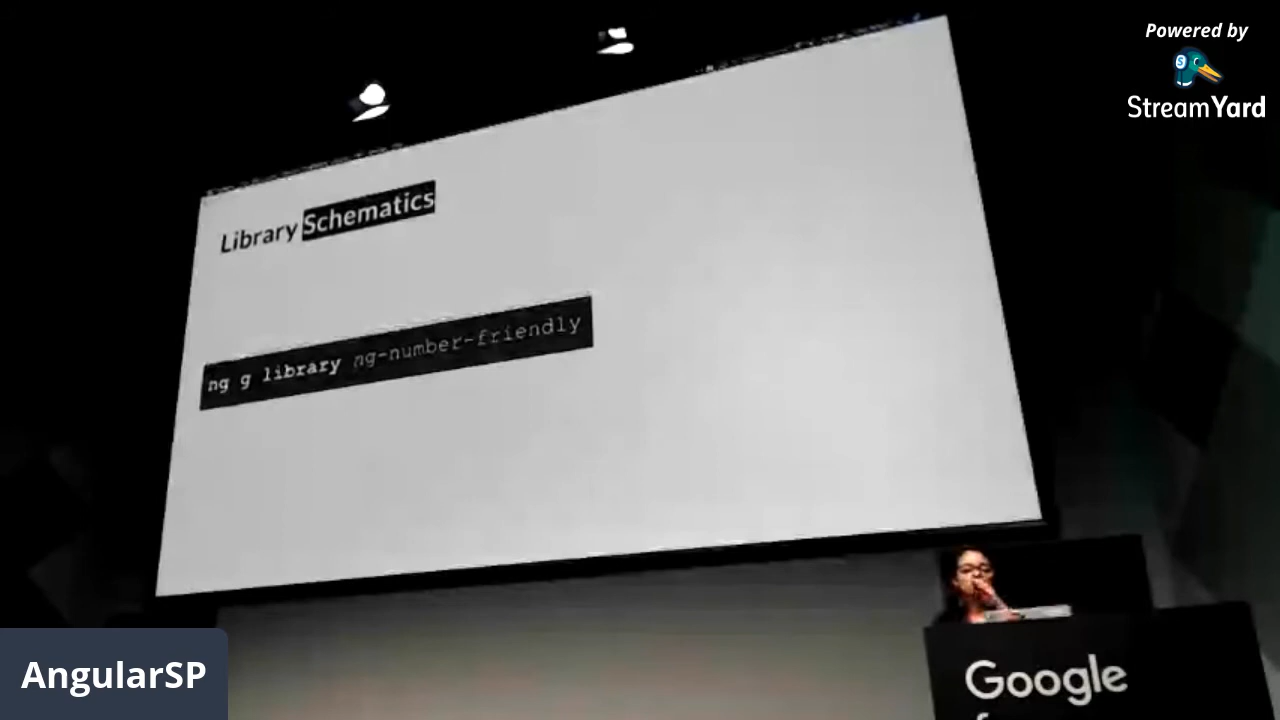 Powered by
StreamYard
Library Schematics
ng g library ng-number-friendly
AngularSP
Google